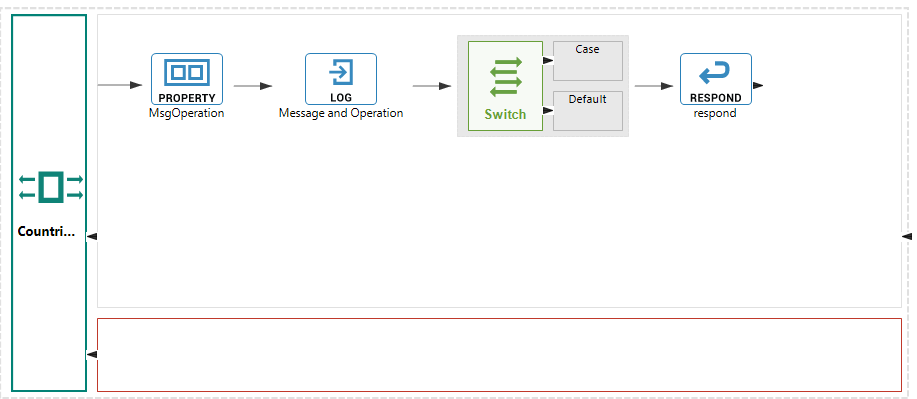 PROPERTY
MsgOperation
LOG
Message and Operation
Switch
Case
Default
RESPOND
respond
Countri...